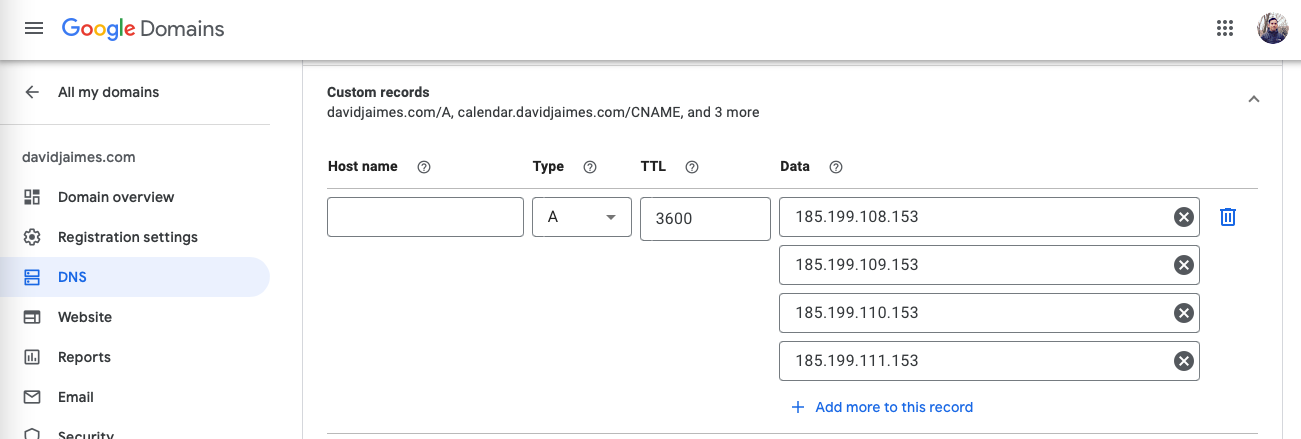 Google Domains
All my domains
davidjaimes.com
Domain overview
Registration settings
DNS
Website
Reports
Email
Security
Custom records
davidjaimes.com/A, calendar.davidjaimes.com/CNAME, and 3 more
Host name ? Type ? TTL ? Data ?
A 3600 185.199.108.153
185.199.109.153
185.199.110.153
185.199.111.153
+ Add more to this record